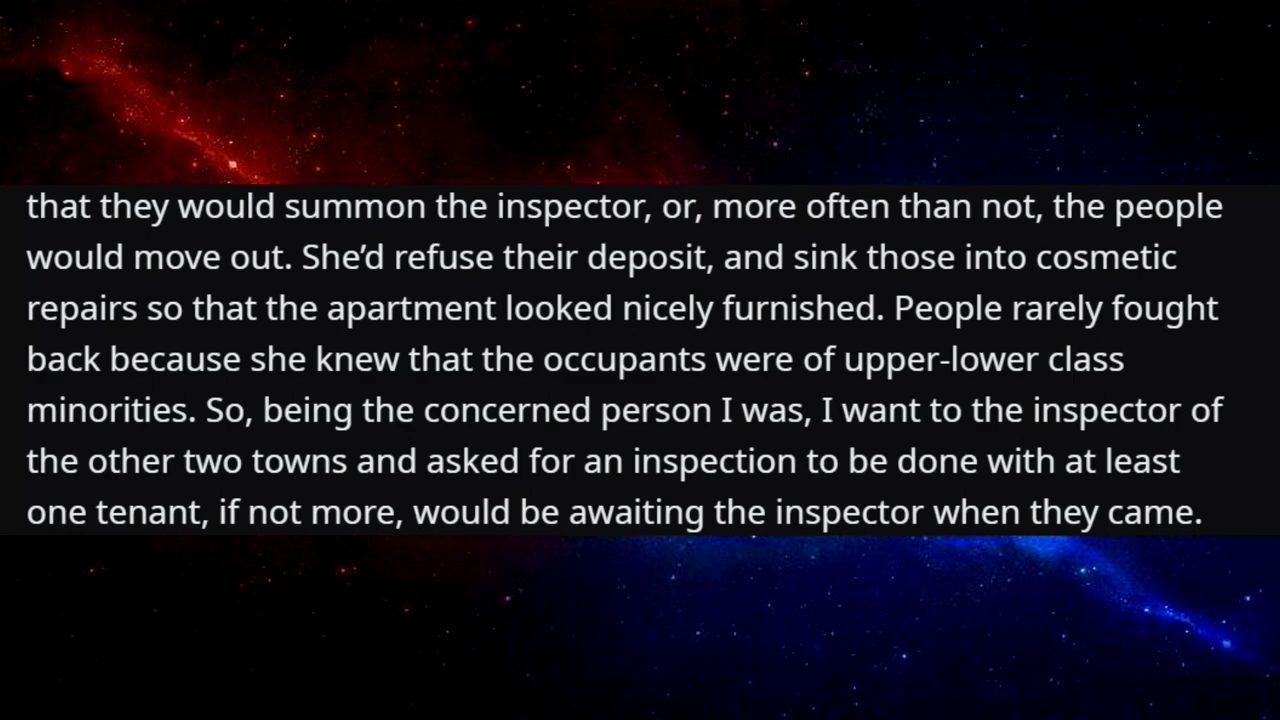 that they would summon the inspector, or, more often than not, the people
would move out. She’d refuse their deposit, and sink those into cosmetic
repairs so that the apartment looked nicely furnished. People rarely fought
back because she knew that the occupants were of upper-lower class
minorities. So, being the concerned person I was, I want to the inspector of
the other two towns and asked for an inspection to be done with at least
one tenant, if not more, would be awaiting the inspector when they came.